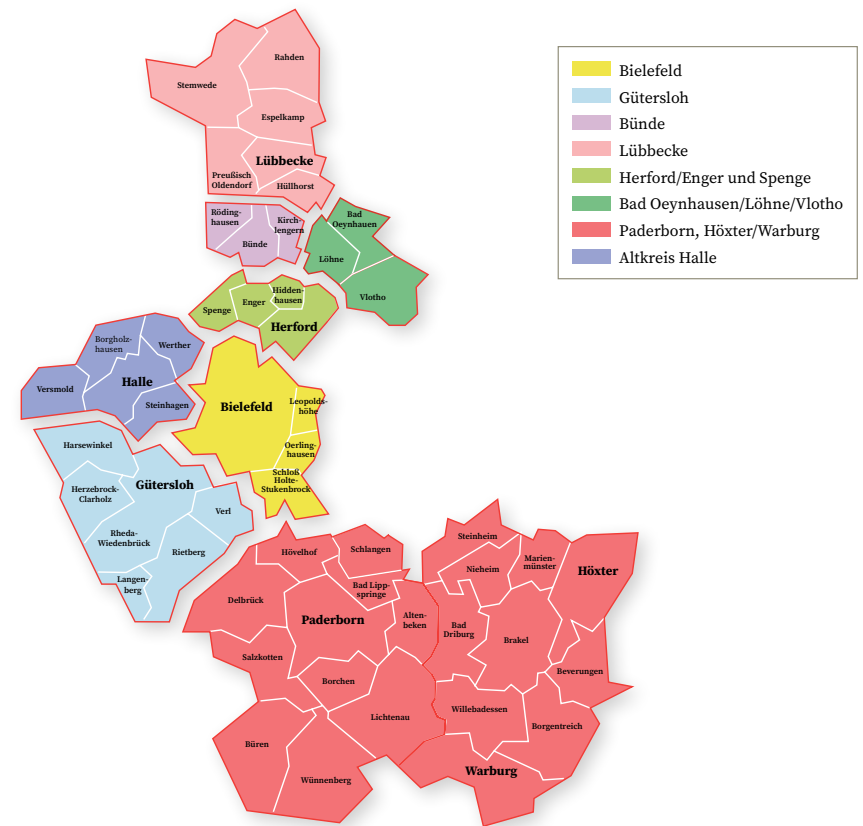 Bielefeld
Gütersloh
Bünde
Lübbecke
Herford/Enger und Spenge
Bad Oeynhausen/Löhne/Vlotho
Paderborn, Höxter/Warburg
Altkreis Halle
Rahden
Stemwede
Espelkamp
Lübbecke
Preußisch
Oldendorf
Hüllhorst
Röding-
hausen
Kirch-
lengern
Bünde
Bad
Oeynhauen
Löhne
Vlotho
Hidden-
hausen
Enger
Spenge
Herford
Borgholz-
hausen
Werther
Halle
Versmold
Steinhagen
Bielefeld
Leopolds-
höhe
Oerling-
hausen
Schloß
Holte-
Stukenbrock
Harsewinkel
Gütersloh
Herzebrock-
Clarholz
Verl
Rheda-
Wiedenbrück
Rietberg
Langen-
berg
Hövelhof
Schlangen
Bad Lipp-
springe
Delbrück
Paderborn
Alten-
beken
Salzkotten
Borchen
Lichtenau
Büren
Wünnenberg
Steinheim
Nieheim
Marien-
münster
Höxter
Bad
Driburg
Brakel
Beverungen
Willebadessen
Borgentreich
Warburg